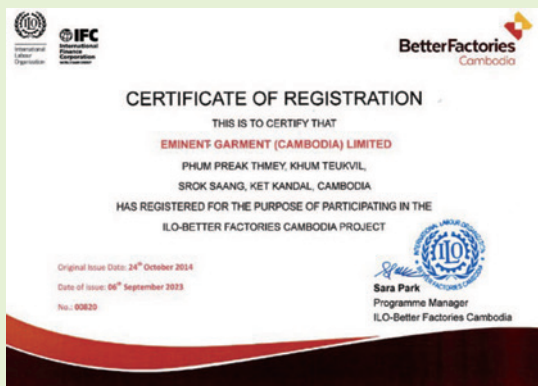 International
Labour
Organization
IFC
International
Finance
Corporation
BetterFactories
Cambodia
CERTIFICATE OF REGISTRATION
THIS IS TO CERTIFY THAT
EMINENT GARMENT (CAMBODIA) LIMITED
PHUM PREAK THMEY, KHUM TEUKVIL,
SROK SAANG, KET KANDAL, CAMBODIA
HAS REGISTERED FOR THE PURPOSE OF PARTICIPATING IN THE
ILO-BETTER FACTORIES CAMBODIA PROJECT
Original Issue Date: 24th October 2014
Date of Issue: 06th September 2023
No.: 00820
ILO
Sara Park
Programme Manager
ILO-Better Factories Cambodia